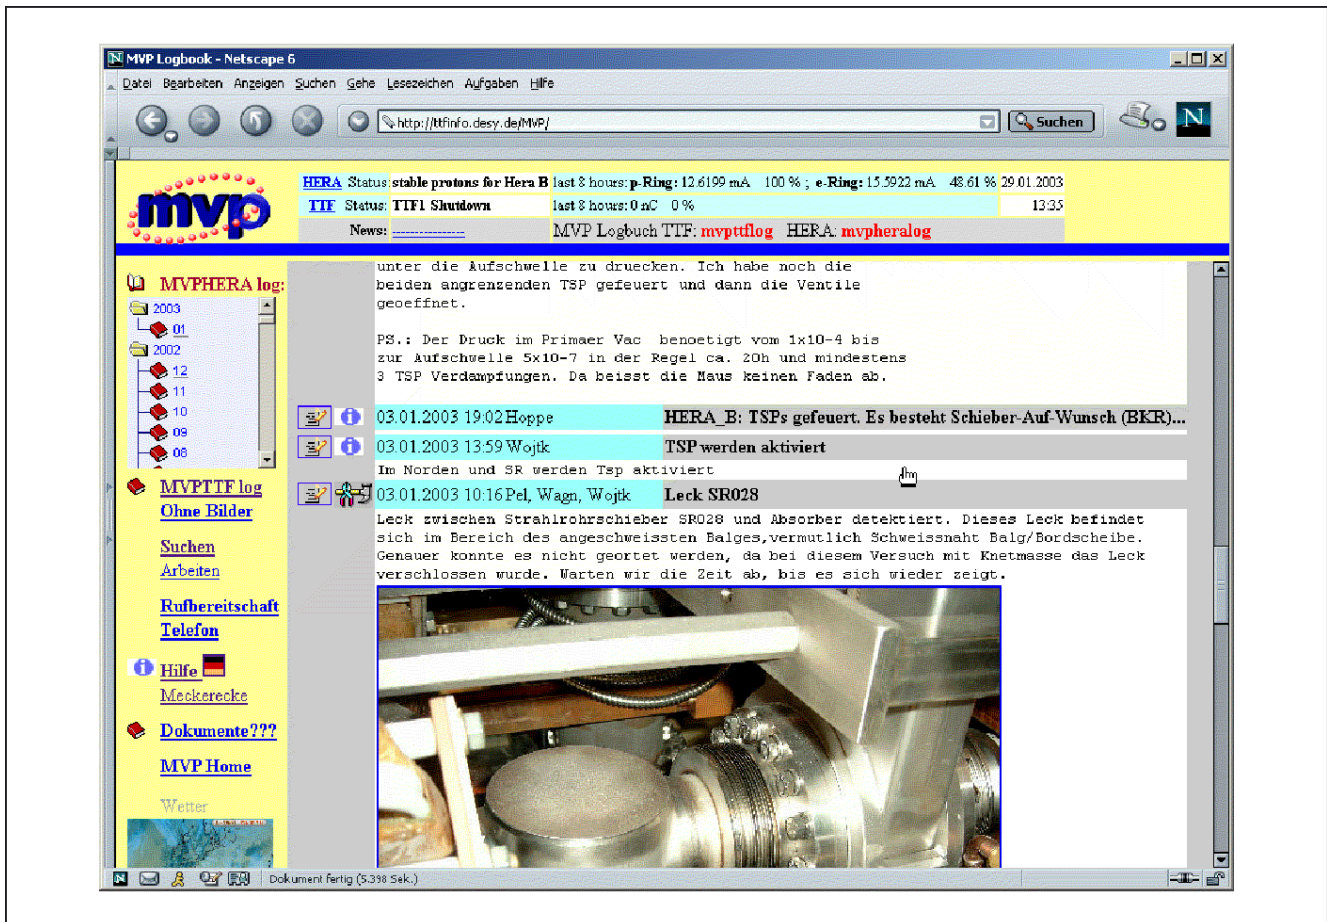 MVP Logbook - Netscape 6
Datei Bearbeiten Anzeigen Suchen Gehe Lesezeichen Aufgaben Hilfe
http://ttfinfo.desy.de/MVP/ Suchen N
mvp
HERA Status: stable protons for Hera B last 8 hours: p-Ring: 12.6199 mA 100 % ; e-Ring: 15.5922 mA 48.61 % 29.01.2003
TTF Status: TTF1 Shutdown last 8 hours: 0 nC 0 % 13:35
News: --------------- MVP Logbuch TTF: mvpttflog HERA: mvpheralog
MVPHERA log:
2003
01
2002
12
11
10
09
08
MVPTTF log
Ohne Bilder
Suchen
Arbeiten
Rufbereitschaft
Telefon
Hilfe
Meckerecke
Dokumente???
MVP Home
Wetter
unter die Aufschwelle zu druecken. Ich habe noch die
beiden angrenzenden TSP gefeuert und dann die Ventile
geoeffnet.
PS.: Der Druck im Primaer Vac benoetigt vom 1x10-4 bis
zur Aufschwelle 5x10-7 in der Regel ca. 20h und mindestens
3 TSP Verdampfungen. Da beisst die Maus keinen Faden ab.
03.01.2003 19:02 Hoppe HERA_B: TSPs gefeuert. Es besteht Schieber-Auf-Wunsch (BKR)...
03.01.2003 13:59 Wojtk TSP werden aktiviert
Im Norden und SR werden Tsp aktiviert
03.01.2003 10:16 Pel, Wagn, Wojtk Leck SR028
Leck zwischen Strahlrohrschieber SR028 und Absorber detektiert. Dieses Leck befindet
sich im Bereich des angeschweissten Balges,vermutlich Schweissnaht Balg/Bordscheibe.
Genauer konnte es nicht geortet werden, da bei diesem Versuch mit Knetmasse das Leck
verschlossen wurde. Warten wir die Zeit ab, bis es sich wieder zeigt.
Dokument fertig (5.398 Sek.)